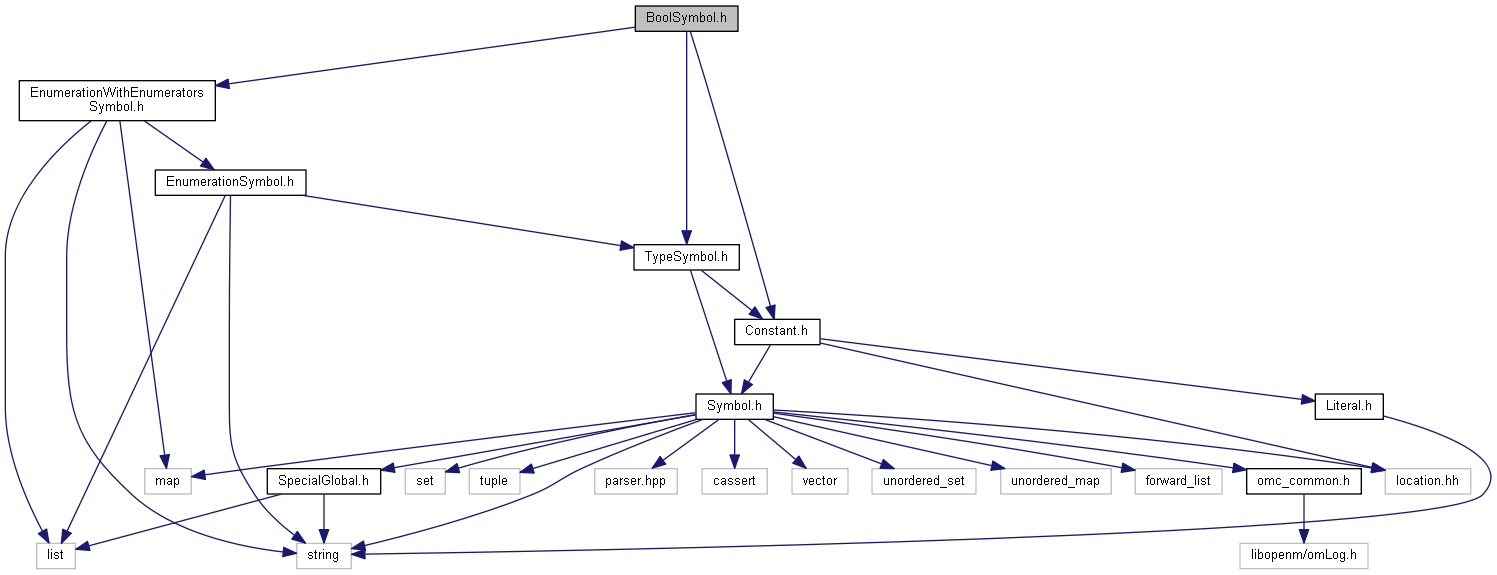 BoolSymbol.h
EnumerationWithEnumerators
Symbol.h
EnumerationSymbol.h
TypeSymbol.h
Constant.h
Symbol.h
Literal.h
map
SpecialGlobal.h
set
tuple
parser.hpp
cassert
vector
unordered_set
unordered_map
forward_list
omc_common.h
location.hh
list
string
libopenm/omLog.h